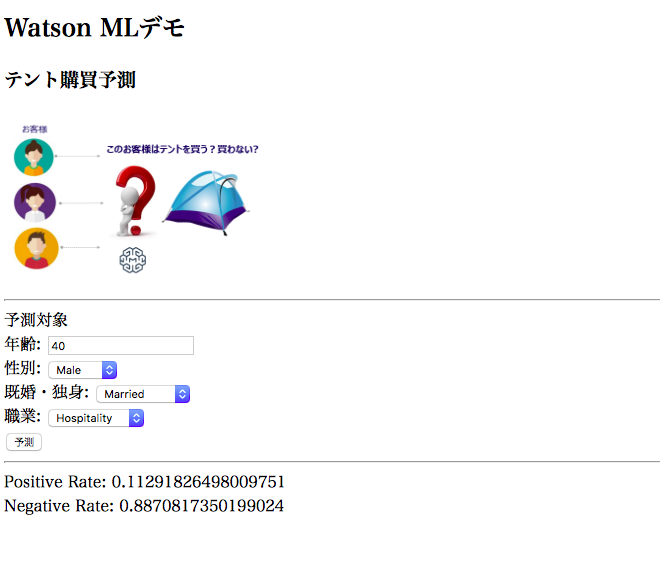 Watson MLデモ
テント購買予測
お客様
このお客様はテントを買う？買わない?
予測対象
年齢: 40
性別: Male
既婚・独身: Married
職業: Hospitality
予測
Positive Rate: 0.11291826498009751
Negative Rate: 0.8870817350199024